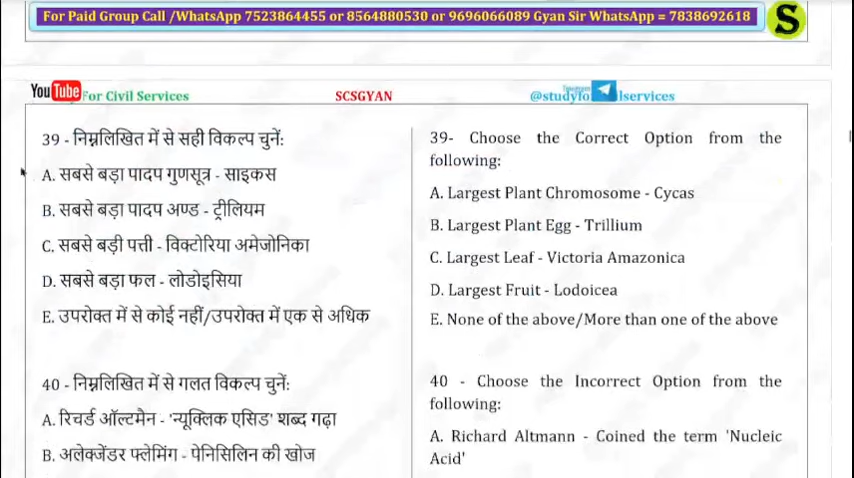 For Paid Group Call /WhatsApp 7523864455 or 8564880530 or 9696066089 Gyan Sir WhatsApp = 7838692618
S
YouTube For Civil Services
SCSGYAN
@studyfo lservices
39 - निम्नलिखित में से सही विकल्प चुनें:
A. सबसे बड़ा पादप गुणसूत्र - साइकस
B. सबसे बड़ा पादप अण्ड - ट्रीलियम
C. सबसे बड़ी पत्ती - विक्टोरिया अमेजोनिका
D. सबसे बड़ा फल - लोडोइसिया
E. उपरोक्त में से कोई नहीं/उपरोक्त में एक से अधिक
40 - निम्नलिखित में से गलत विकल्प चुनें:
A. रिचर्ड ऑल्टमैन - 'न्यूक्लिक एसिड' शब्द गढ़ा
B. अलेक्जेंडर फ्लेमिंग - पेनिसिलिन की खोज
39- Choose the Correct Option from the
following:
A. Largest Plant Chromosome - Cycas
B. Largest Plant Egg - Trillium
C. Largest Leaf - Victoria Amazonica
D. Largest Fruit - Lodoicea
E. None of the above/More than one of the above
40 - Choose the Incorrect Option from the
following:
A. Richard Altmann - Coined the term 'Nucleic
Acid'